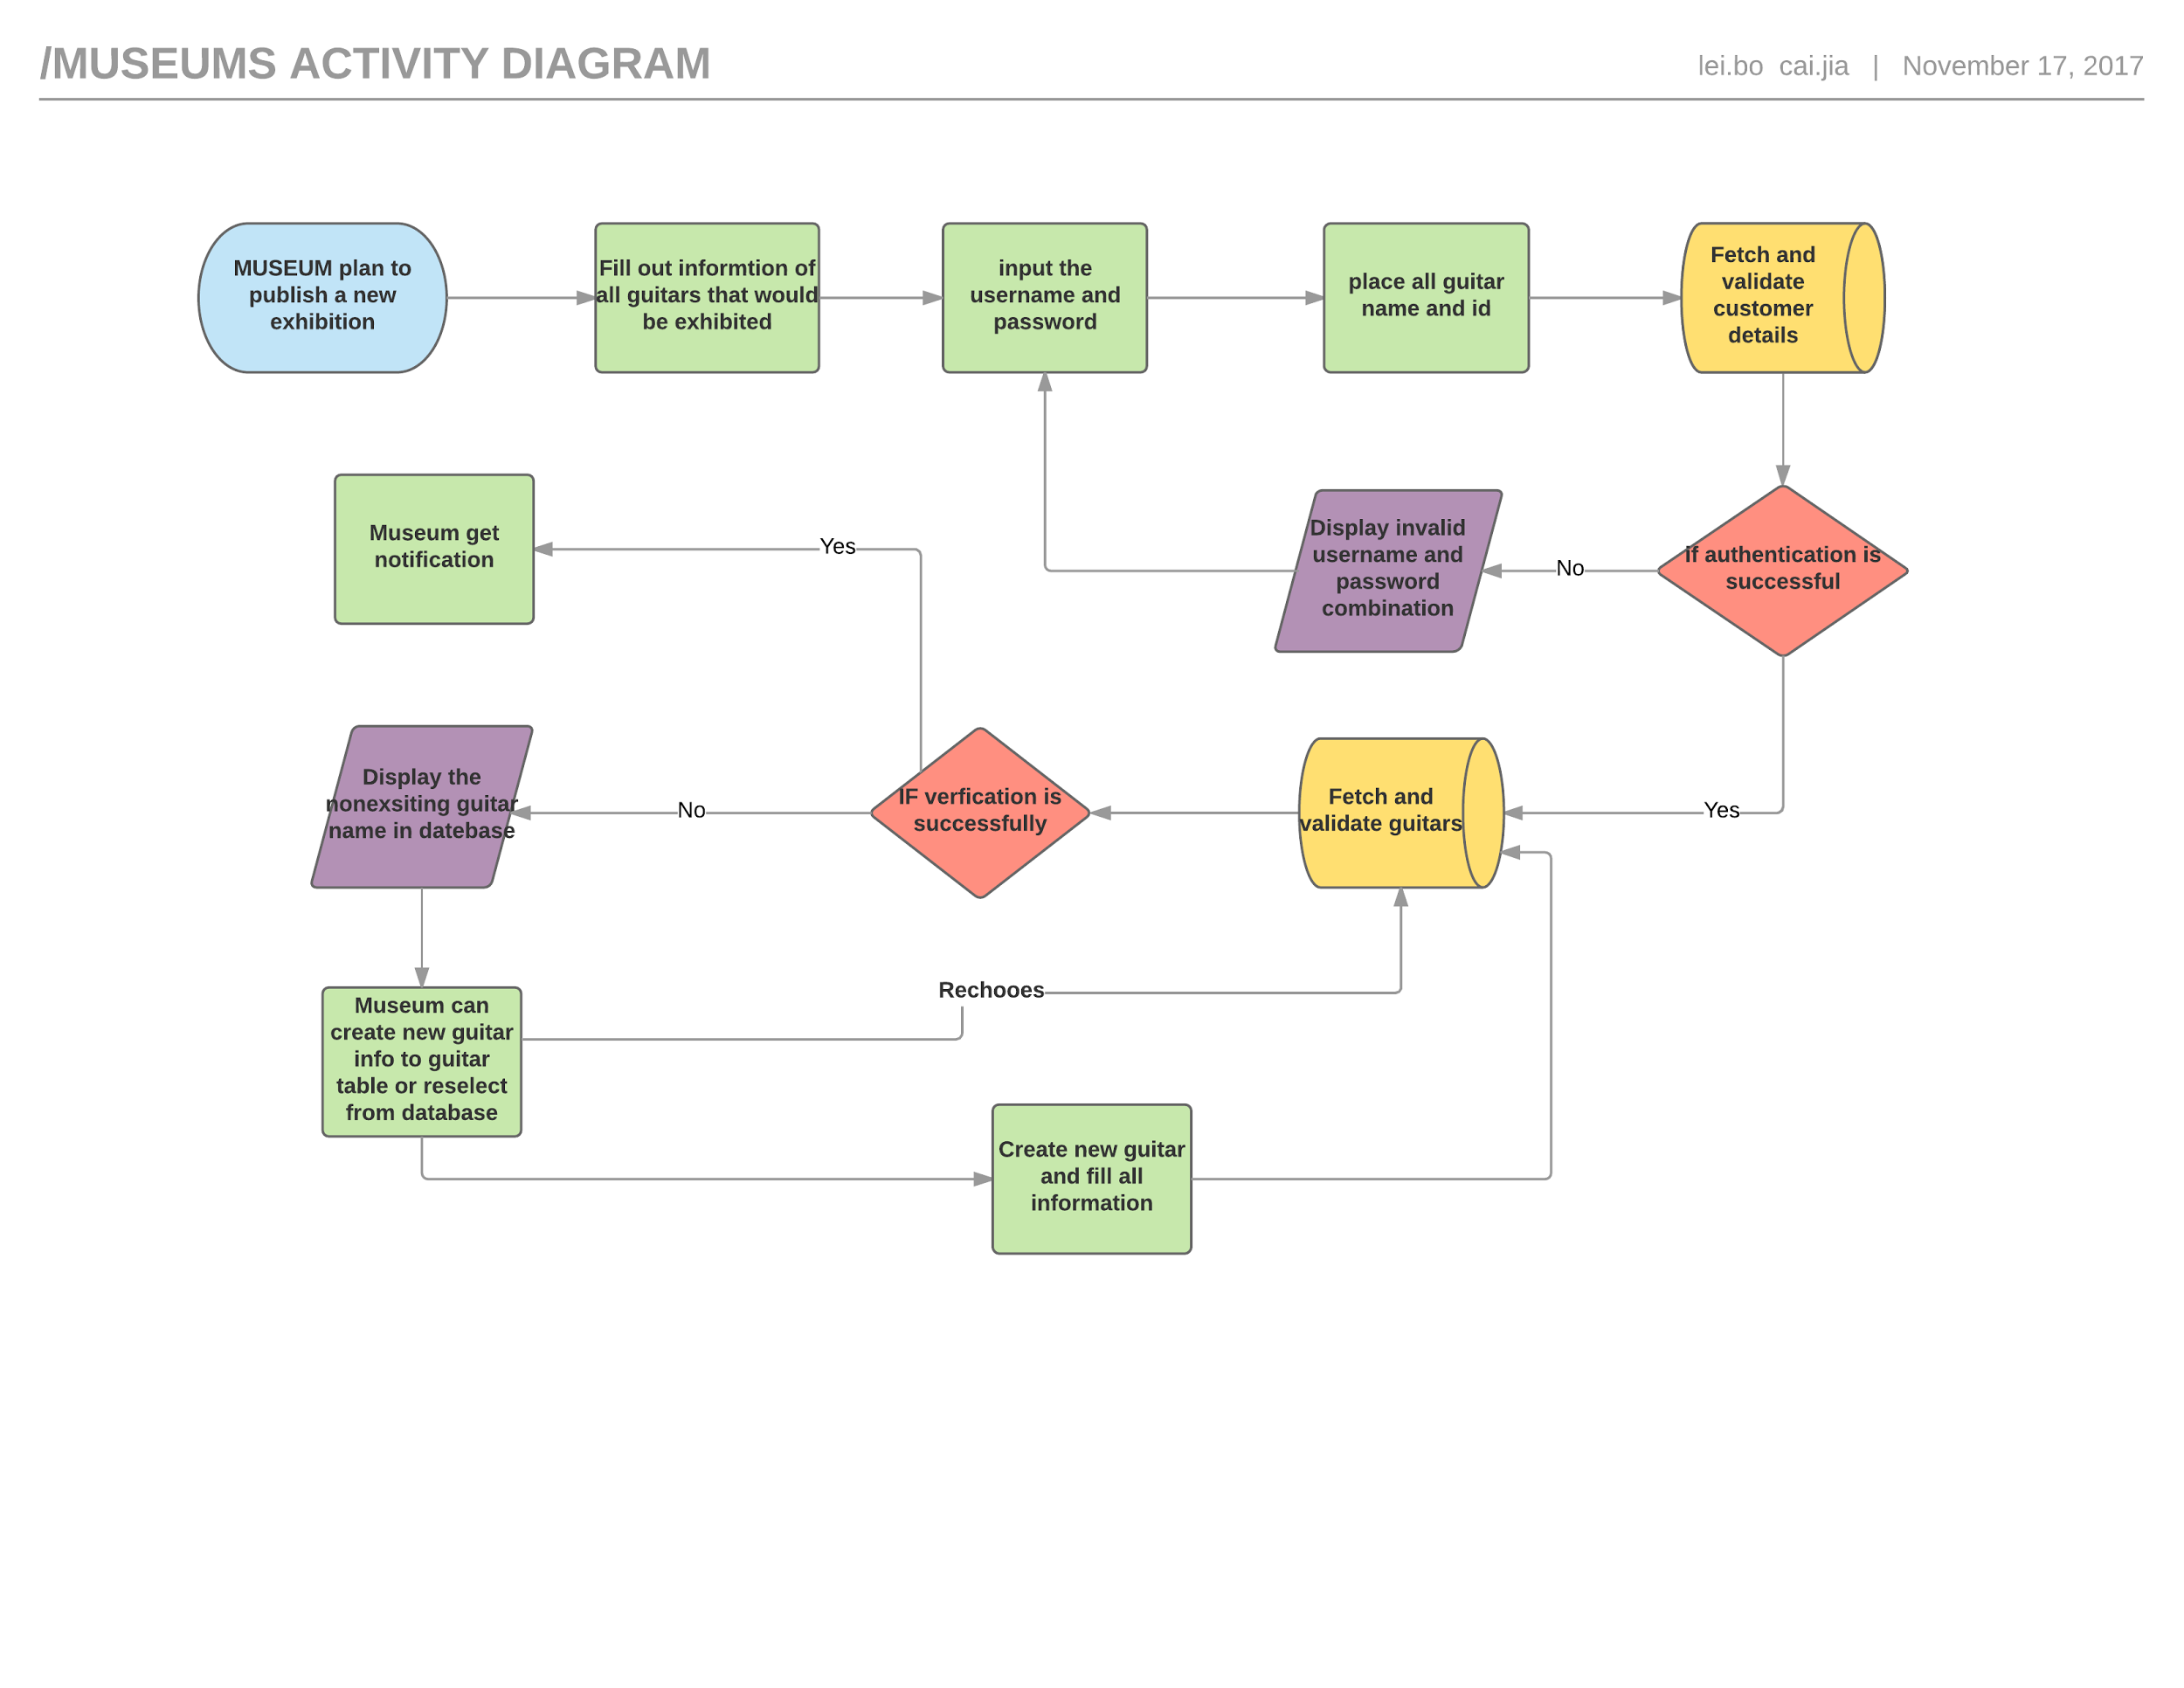 /MUSEUMS ACTIVITY DIAGRAM
lei.bo  cai.jia   |   November 17, 2017
MUSEUM plan to
publish a new
exhibition
Fill out informtion of
all guitars that would
be exhibited
input the
username and
password
place all guitar
name and id
Fetch and
validate
customer
details
Museum get
notification
Yes
Display invalid
username and
password
combination
No
if authentication is
successful
Display the
nonexsiting guitar
name in datebase
No
IF verfication is
successfully
Fetch and
validate guitars
Yes
Museum can
create new guitar
info to guitar
table or reselect
from database
Rechooes
Create new guitar
and fill all
information